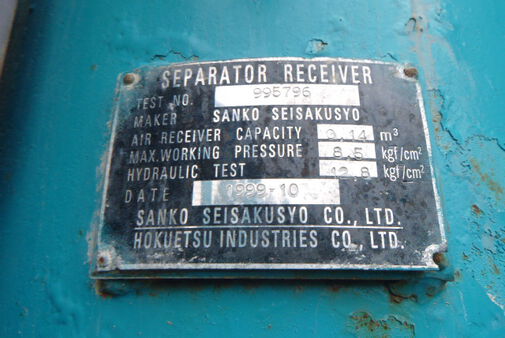 SEPARATOR RECEIVER
TEST NO. 995796
MAKER SANKO SEISAKUSYO
AIR RECEIVER CAPACITY 0.14 m³
MAX.WORKING PRESSURE 8.5 kgf/cm²
HYDRAULIC TEST 12.8 kgf/cm²
DATE 1999-10
SANKO SEISAKUSYO CO., LTD.
HOKUETSU INDUSTRIES CO., LTD.